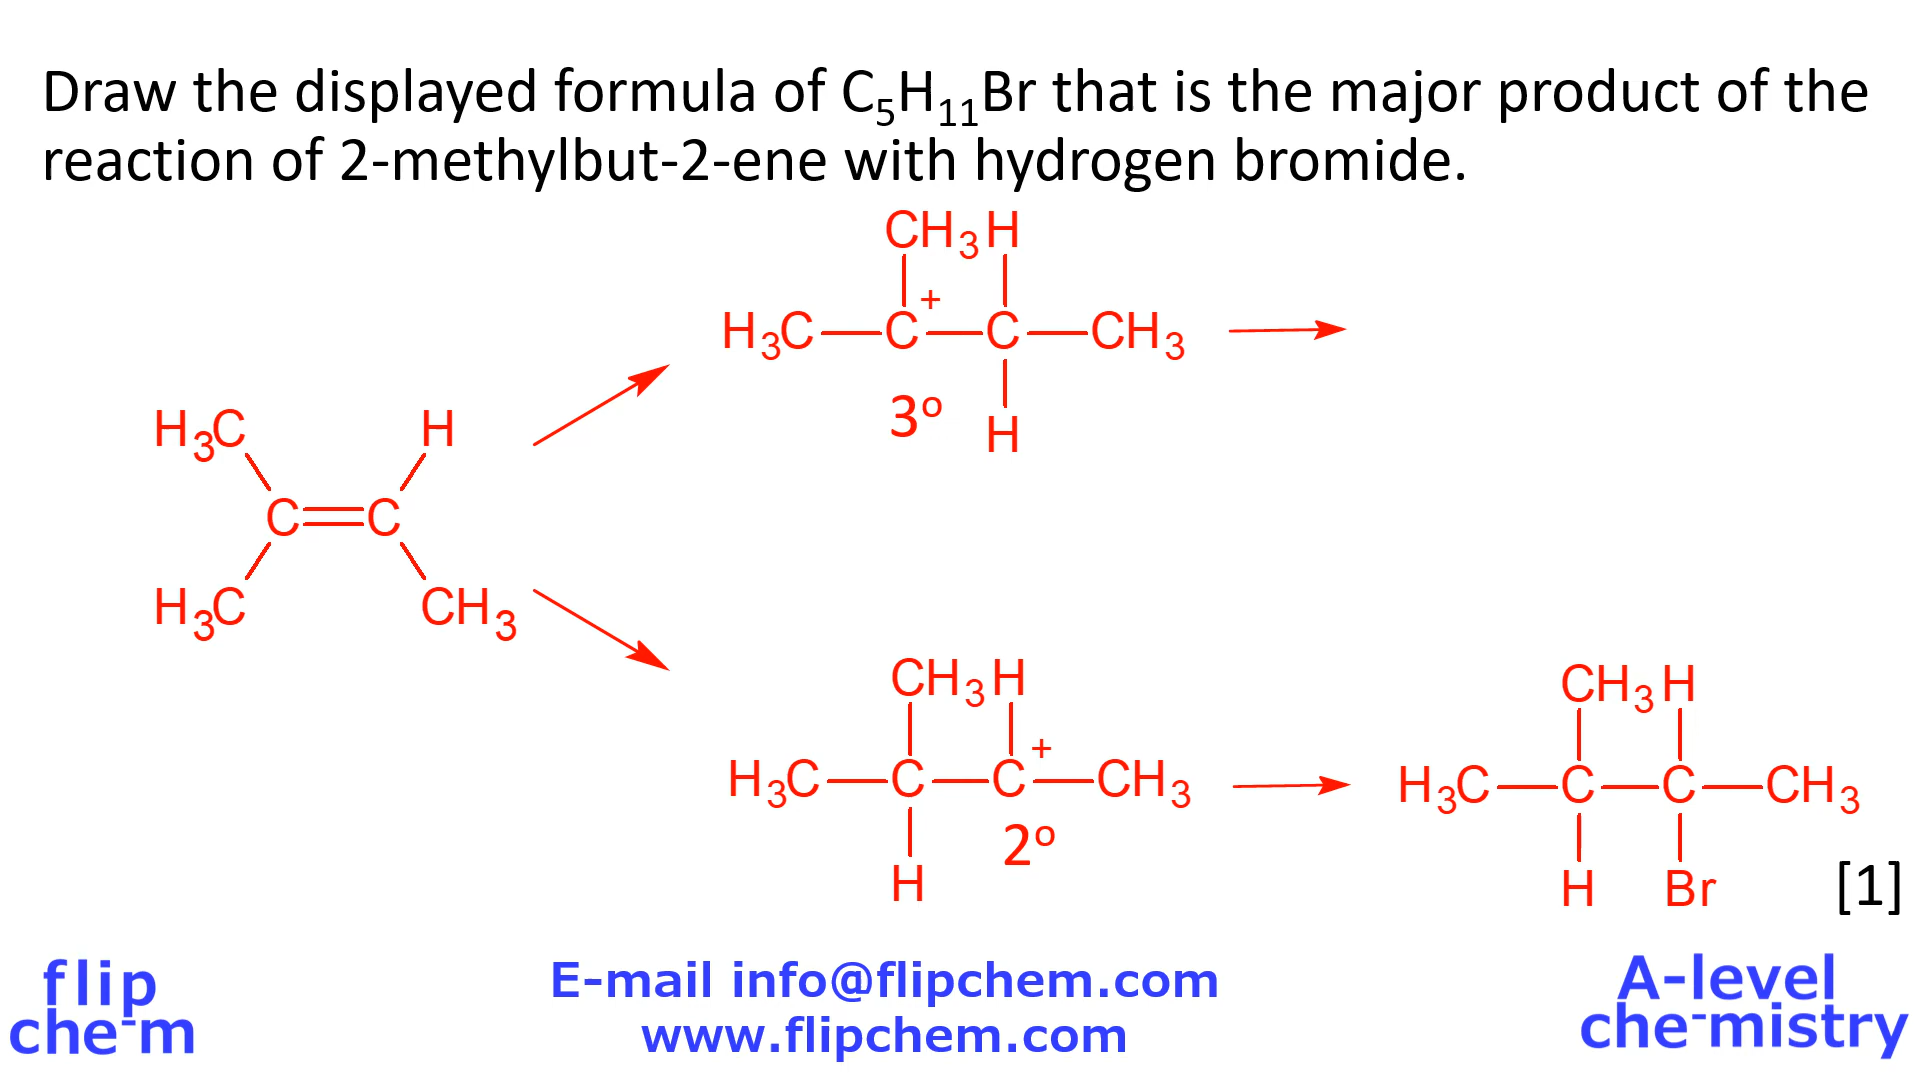 Draw the displayed formula of C₅H₁₁Br that is the major product of the
reaction of 2-methylbut-2-ene with hydrogen bromide.
CH₃ H
H₃C C⁺ C CH₃
3º H
H₃C H
C C
H₃C CH₃
CH₃ H
H₃C C C⁺ CH₃
2º
H
CH₃ H
H₃C C C CH₃
H Br
[1]
flip
che-m
E-mail info@flipchem.com
www.flipchem.com
A-level
che-mistry